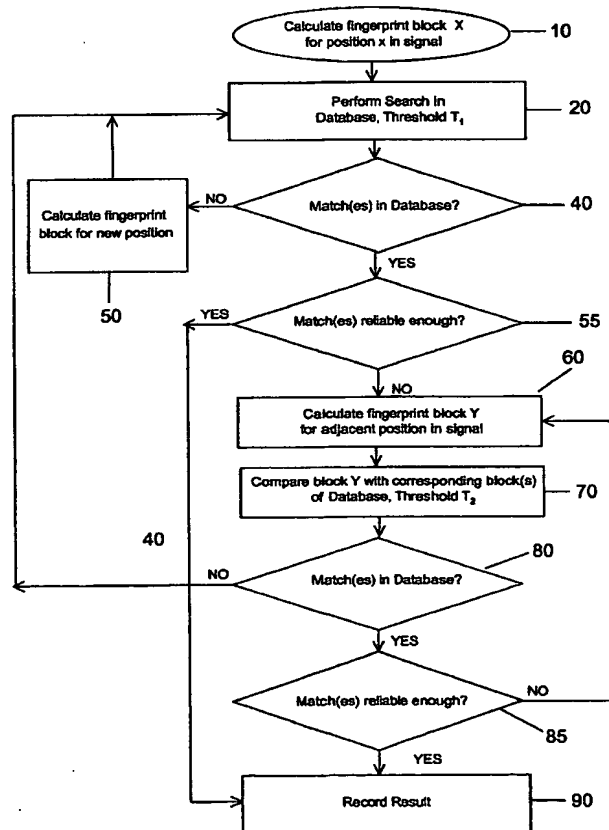 Calculate fingerprint block X
for position x in signal
10
Perform Search in
Database, Threshold T₁
20
NO
Match(es) in Database?
40
Calculate fingerprint
block for new position
YES
50
YES
Match(es) reliable enough?
55
NO
60
Calculate fingerprint block Y
for adjacent position in signal
Compare block Y with corresponding block(s)
of Database, Threshold T₂
70
40
80
NO
Match(es) in Database?
YES
NO
Match(es) reliable enough?
85
YES
Record Result
90